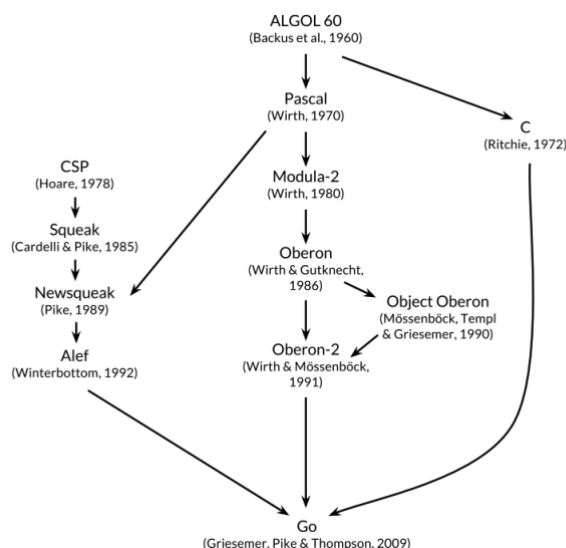 ALGOL 60
(Backus et al., 1960)
Pascal
(Wirth, 1970)
C
(Ritchie, 1972)
CSP
(Hoare, 1978)
Modula-2
(Wirth, 1980)
Squeak
(Cardelli & Pike, 1985)
Oberon
(Wirth & Gutknecht,
1986)
Newsqueak
(Pike, 1989)
Object Oberon
(Mössenböck, Templ
& Griesemer, 1990)
Alef
(Winterbottom, 1992)
Oberon-2
(Wirth & Mössenböck,
1991)
Go
(Griesemer, Pike & Thompson, 2009)